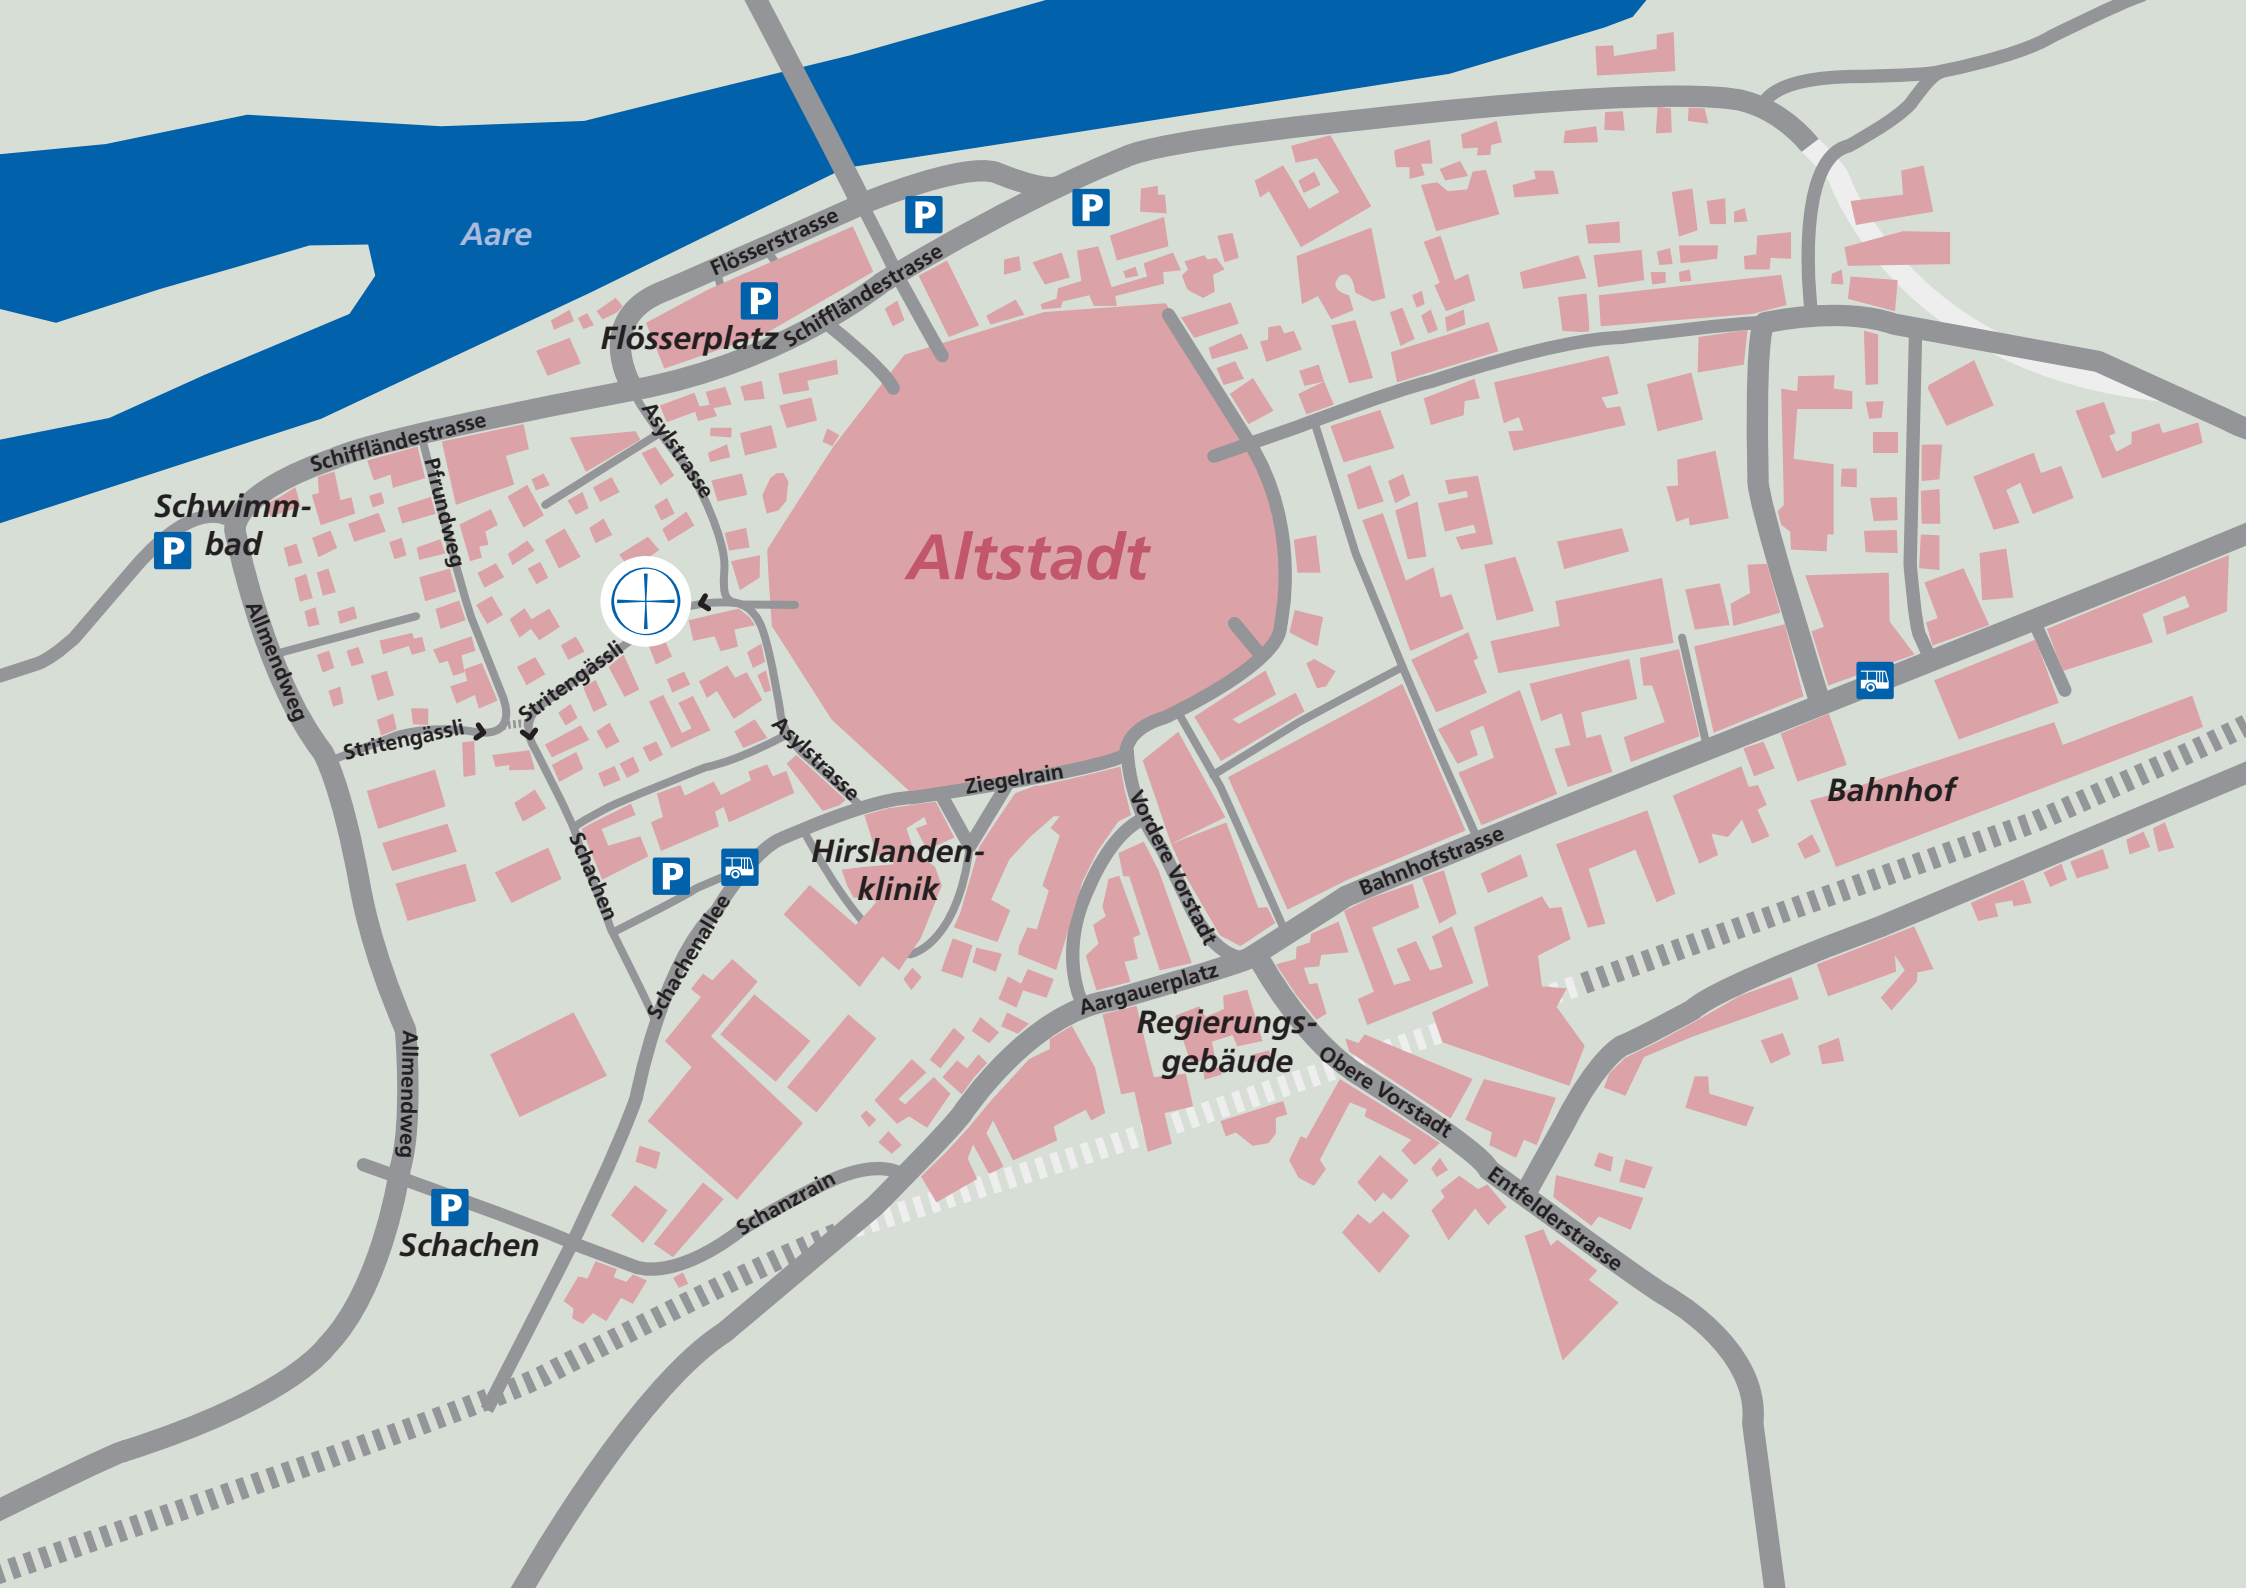 Aare
P
P
Flösserstrasse
Schiffländestrasse
P
Flösserplatz
Schiffländestrasse
Asylstrasse
Pfrundweg
Schwimm-
bad
P
Altstadt
Allmendweg
Stritengässli
Stritengässli
Asylstrasse
Ziegelrain
Bahnhof
Vordere Vorstadt
Bahnhofstrasse
Schachen
P
Hirslanden-
klinik
Schachenallee
Aargauerplatz
Regierungs-
gebäude
Obere Vorstadt
Allmendweg
Entfelderstrasse
Schanzrain
P
Schachen